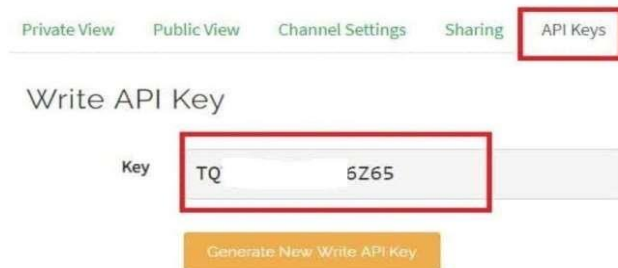 Private View Public View Channel Settings Sharing API Keys
Write API Key
Key TQ 6Z65
Generate New Write API Key